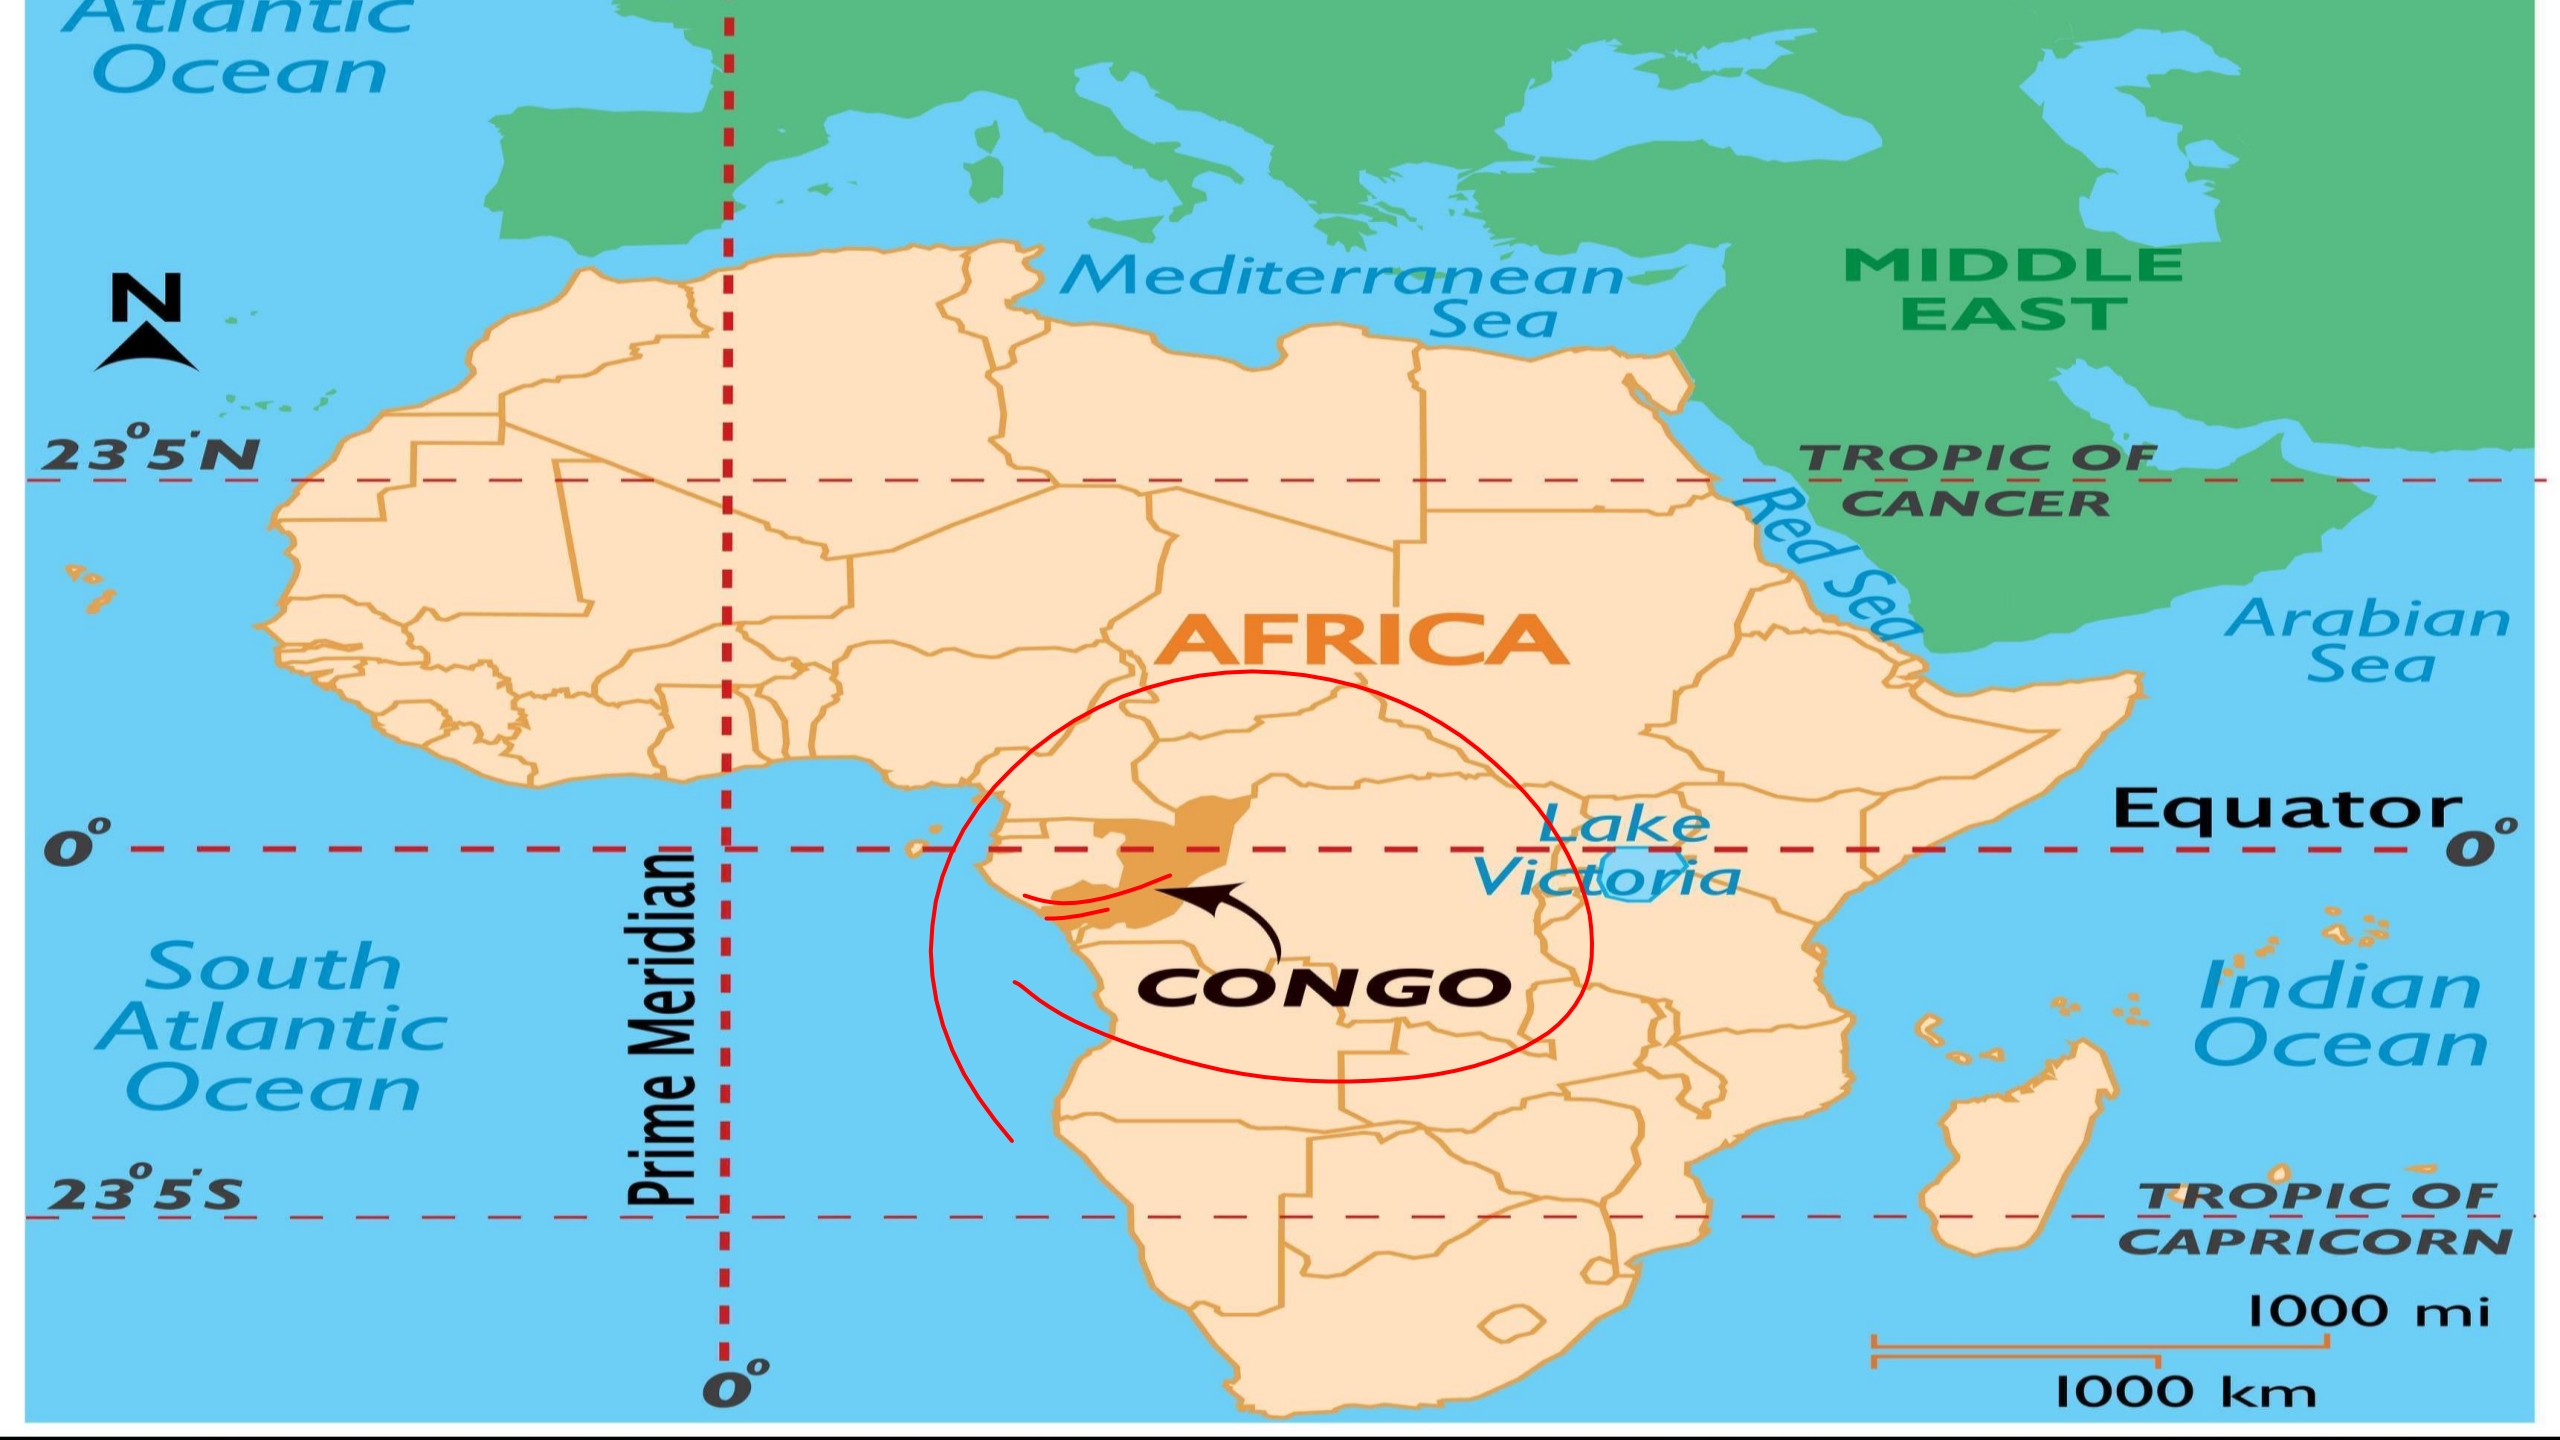 Atlantic
Ocean
N
Mediterranean
Sea
MIDDLE
EAST
23°5'N
TROPIC OF
CANCER
Red Sea
AFRICA
Arabian
Sea
Equator
0°
0°
Lake
Victoria
Prime Meridian
CONGO
South
Atlantic
Ocean
Indian
Ocean
23°5'S
TROPIC OF
CAPRICORN
1000 mi
1000 km
0°